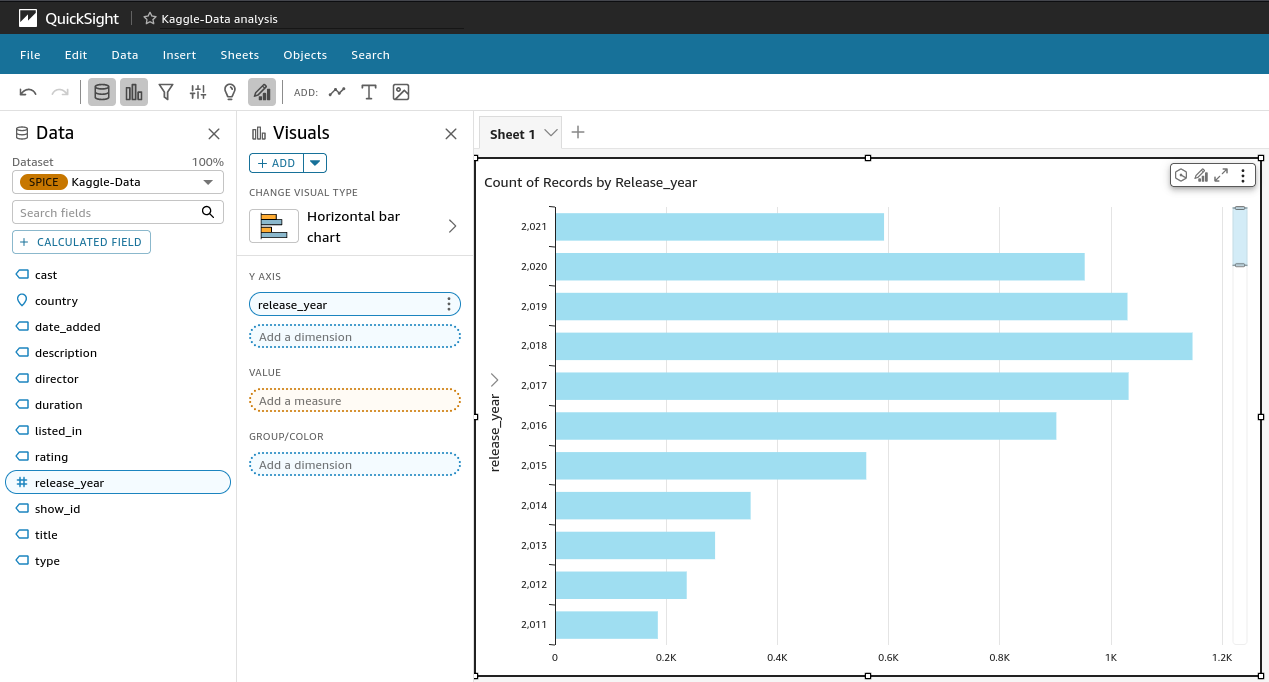 QuickSight
Kaggle-Data analysis
File Edit Data Insert Sheets Objects Search
ADD:
Data
Dataset 100%
SPICE Kaggle-Data
Search fields
+ CALCULATED FIELD
cast
country
date_added
description
director
duration
listed_in
rating
release_year
show_id
title
type
Visuals
+ ADD
CHANGE VISUAL TYPE
Horizontal bar
chart
Y AXIS
release_year
Add a dimension
VALUE
Add a measure
GROUP/COLOR
Add a dimension
Sheet 1
Count of Records by Release_year
release_year
2,021
2,020
2,019
2,018
2,017
2,016
2,015
2,014
2,013
2,012
2,011
0 0.2K 0.4K 0.6K 0.8K 1K 1.2K